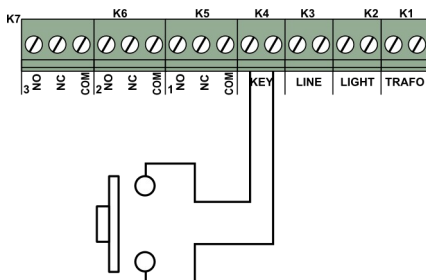 K7 K6 K5 K4 K3 K2 K1
3 NO NC COM 2 NO NC COM 1 NO NC COM KEY LINE LIGHT TRAFO